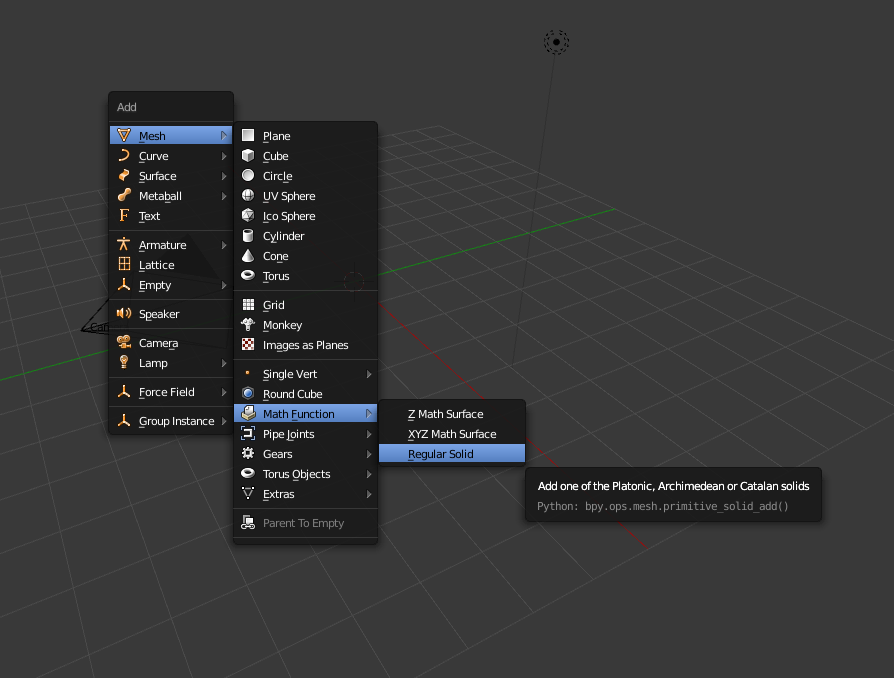 Add
Mesh
Curve
Surface
Metaball
Text
Armature
Lattice
Empty
Speaker
Camera
Lamp
Force Field
Group Instance
Plane
Cube
Circle
UV Sphere
Ico Sphere
Cylinder
Cone
Torus
Grid
Monkey
Images as Planes
Single Vert
Round Cube
Math Function
Pipe Joints
Gears
Torus Objects
Extras
Parent To Empty
Z Math Surface
XYZ Math Surface
Regular Solid
Add one of the Platonic, Archimedean or Catalan solids
Python: bpy.ops.mesh.primitive_solid_add()